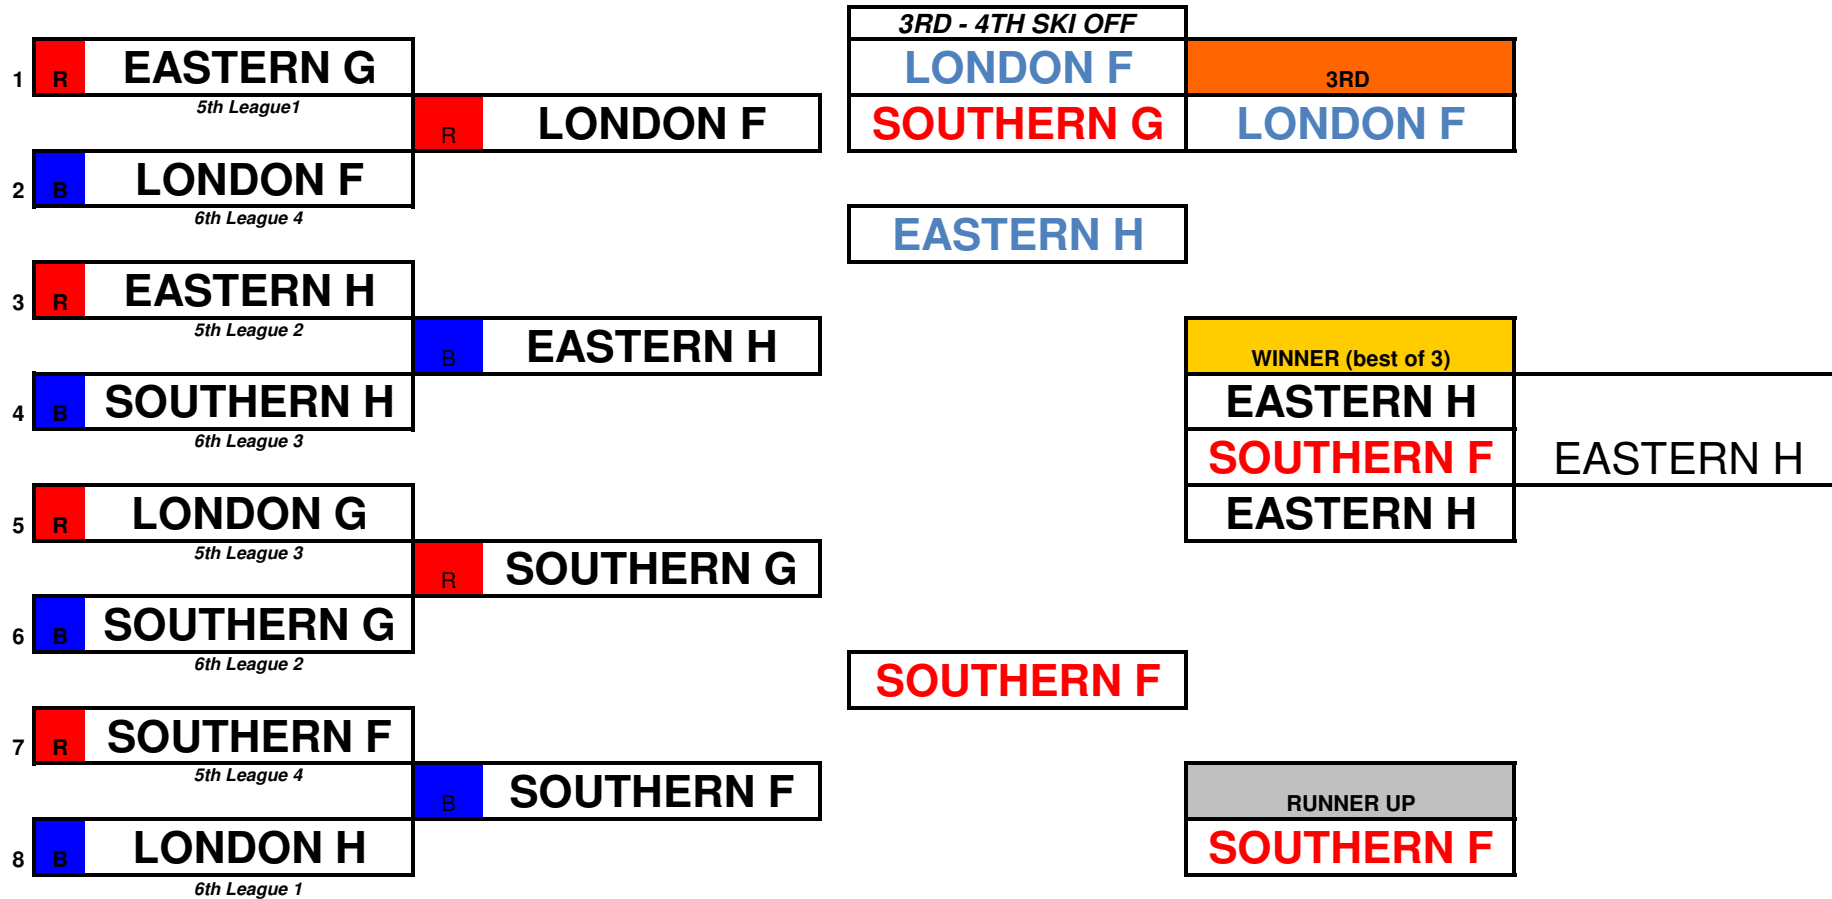 3RD - 4TH SKI OFF
1 R EASTERN G
LONDON F
3RD
5th League1
R LONDON F
SOUTHERN G
LONDON F
2 B LONDON F
6th League 4
EASTERN H
3 R EASTERN H
5th League 2
B EASTERN H
WINNER (best of 3)
4 B SOUTHERN H
EASTERN H
6th League 3
SOUTHERN F
EASTERN H
5 R LONDON G
EASTERN H
5th League 3
R SOUTHERN G
6 B SOUTHERN G
6th League 2
SOUTHERN F
7 R SOUTHERN F
5th League 4
B SOUTHERN F
RUNNER UP
8 B LONDON H
SOUTHERN F
6th League 1